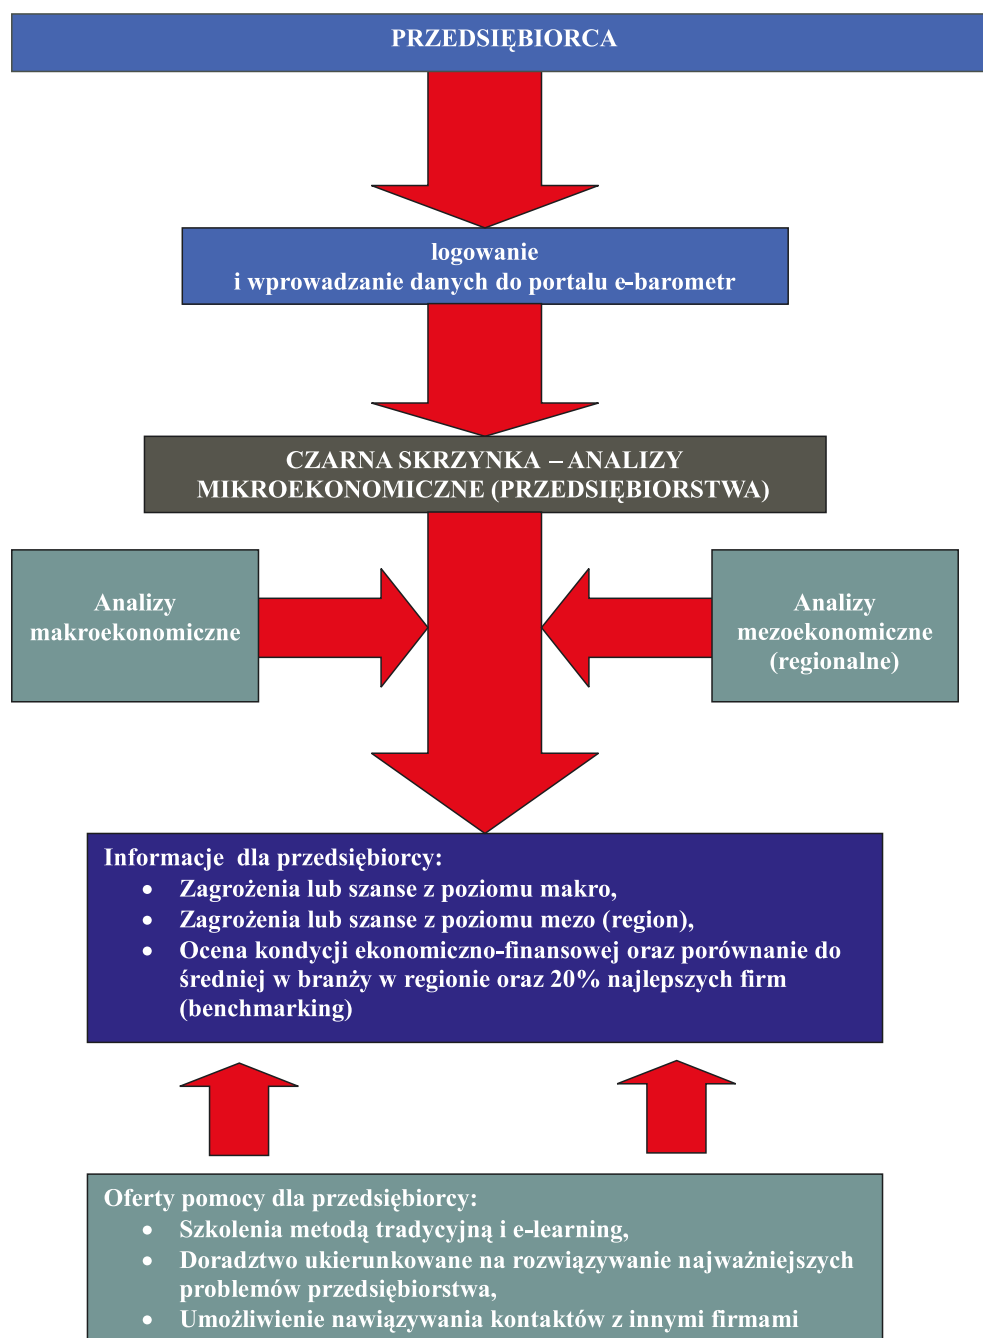 PRZEDSIĘBIORCA
logowanie
i wprowadzanie danych do portalu e-barometr
CZARNA SKRZYNKA – ANALIZY
MIKROEKONOMICZNE (PRZEDSIĘBIORSTWA)
Analizy
makroekonomiczne
Analizy
mezoekonomiczne
(regionalne)
Informacje dla przedsiębiorcy:
• Zagrożenia lub szanse z poziomu makro,
• Zagrożenia lub szanse z poziomu mezo (region),
• Ocena kondycji ekonomiczno-finansowej oraz porównanie do
średniej w branży w regionie oraz 20% najlepszych firm
(benchmarking)
Oferty pomocy dla przedsiębiorcy:
• Szkolenia metodą tradycyjną i e-learning,
• Doradztwo ukierunkowane na rozwiązywanie najważniejszych
problemów przedsiębiorstwa,
• Umożliwienie nawiązywania kontaktów z innymi firmami